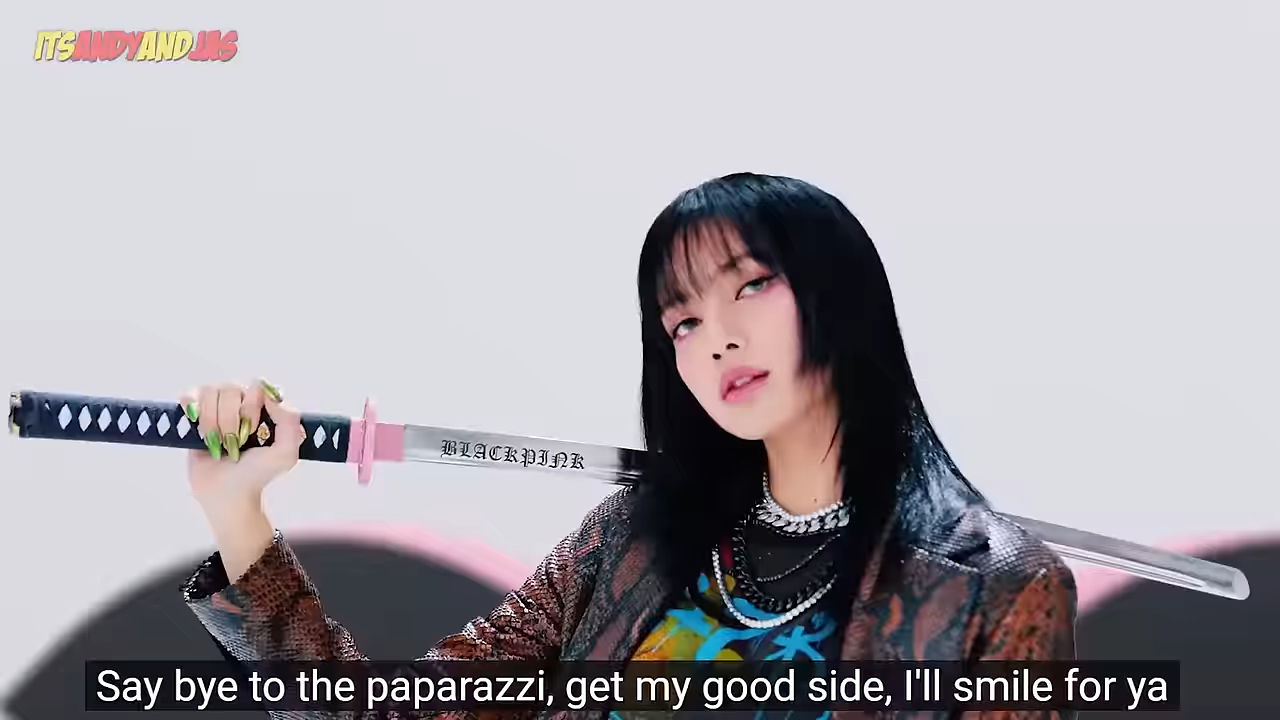 ITSANDYANDJAS
BLACKPINK
Say bye to the paparazzi, get my good side, I'll smile for ya